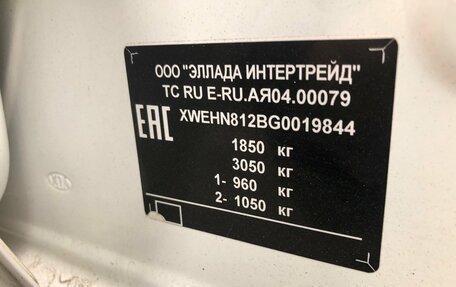 ООО "ЭЛЛАДА ИНТЕРТРЕЙД"
ТС RU E-RU.АЯ04.00079
EAC
XWEHN812BG0019844
1850 кг
3050 кг
1- 960 кг
2- 1050 кг